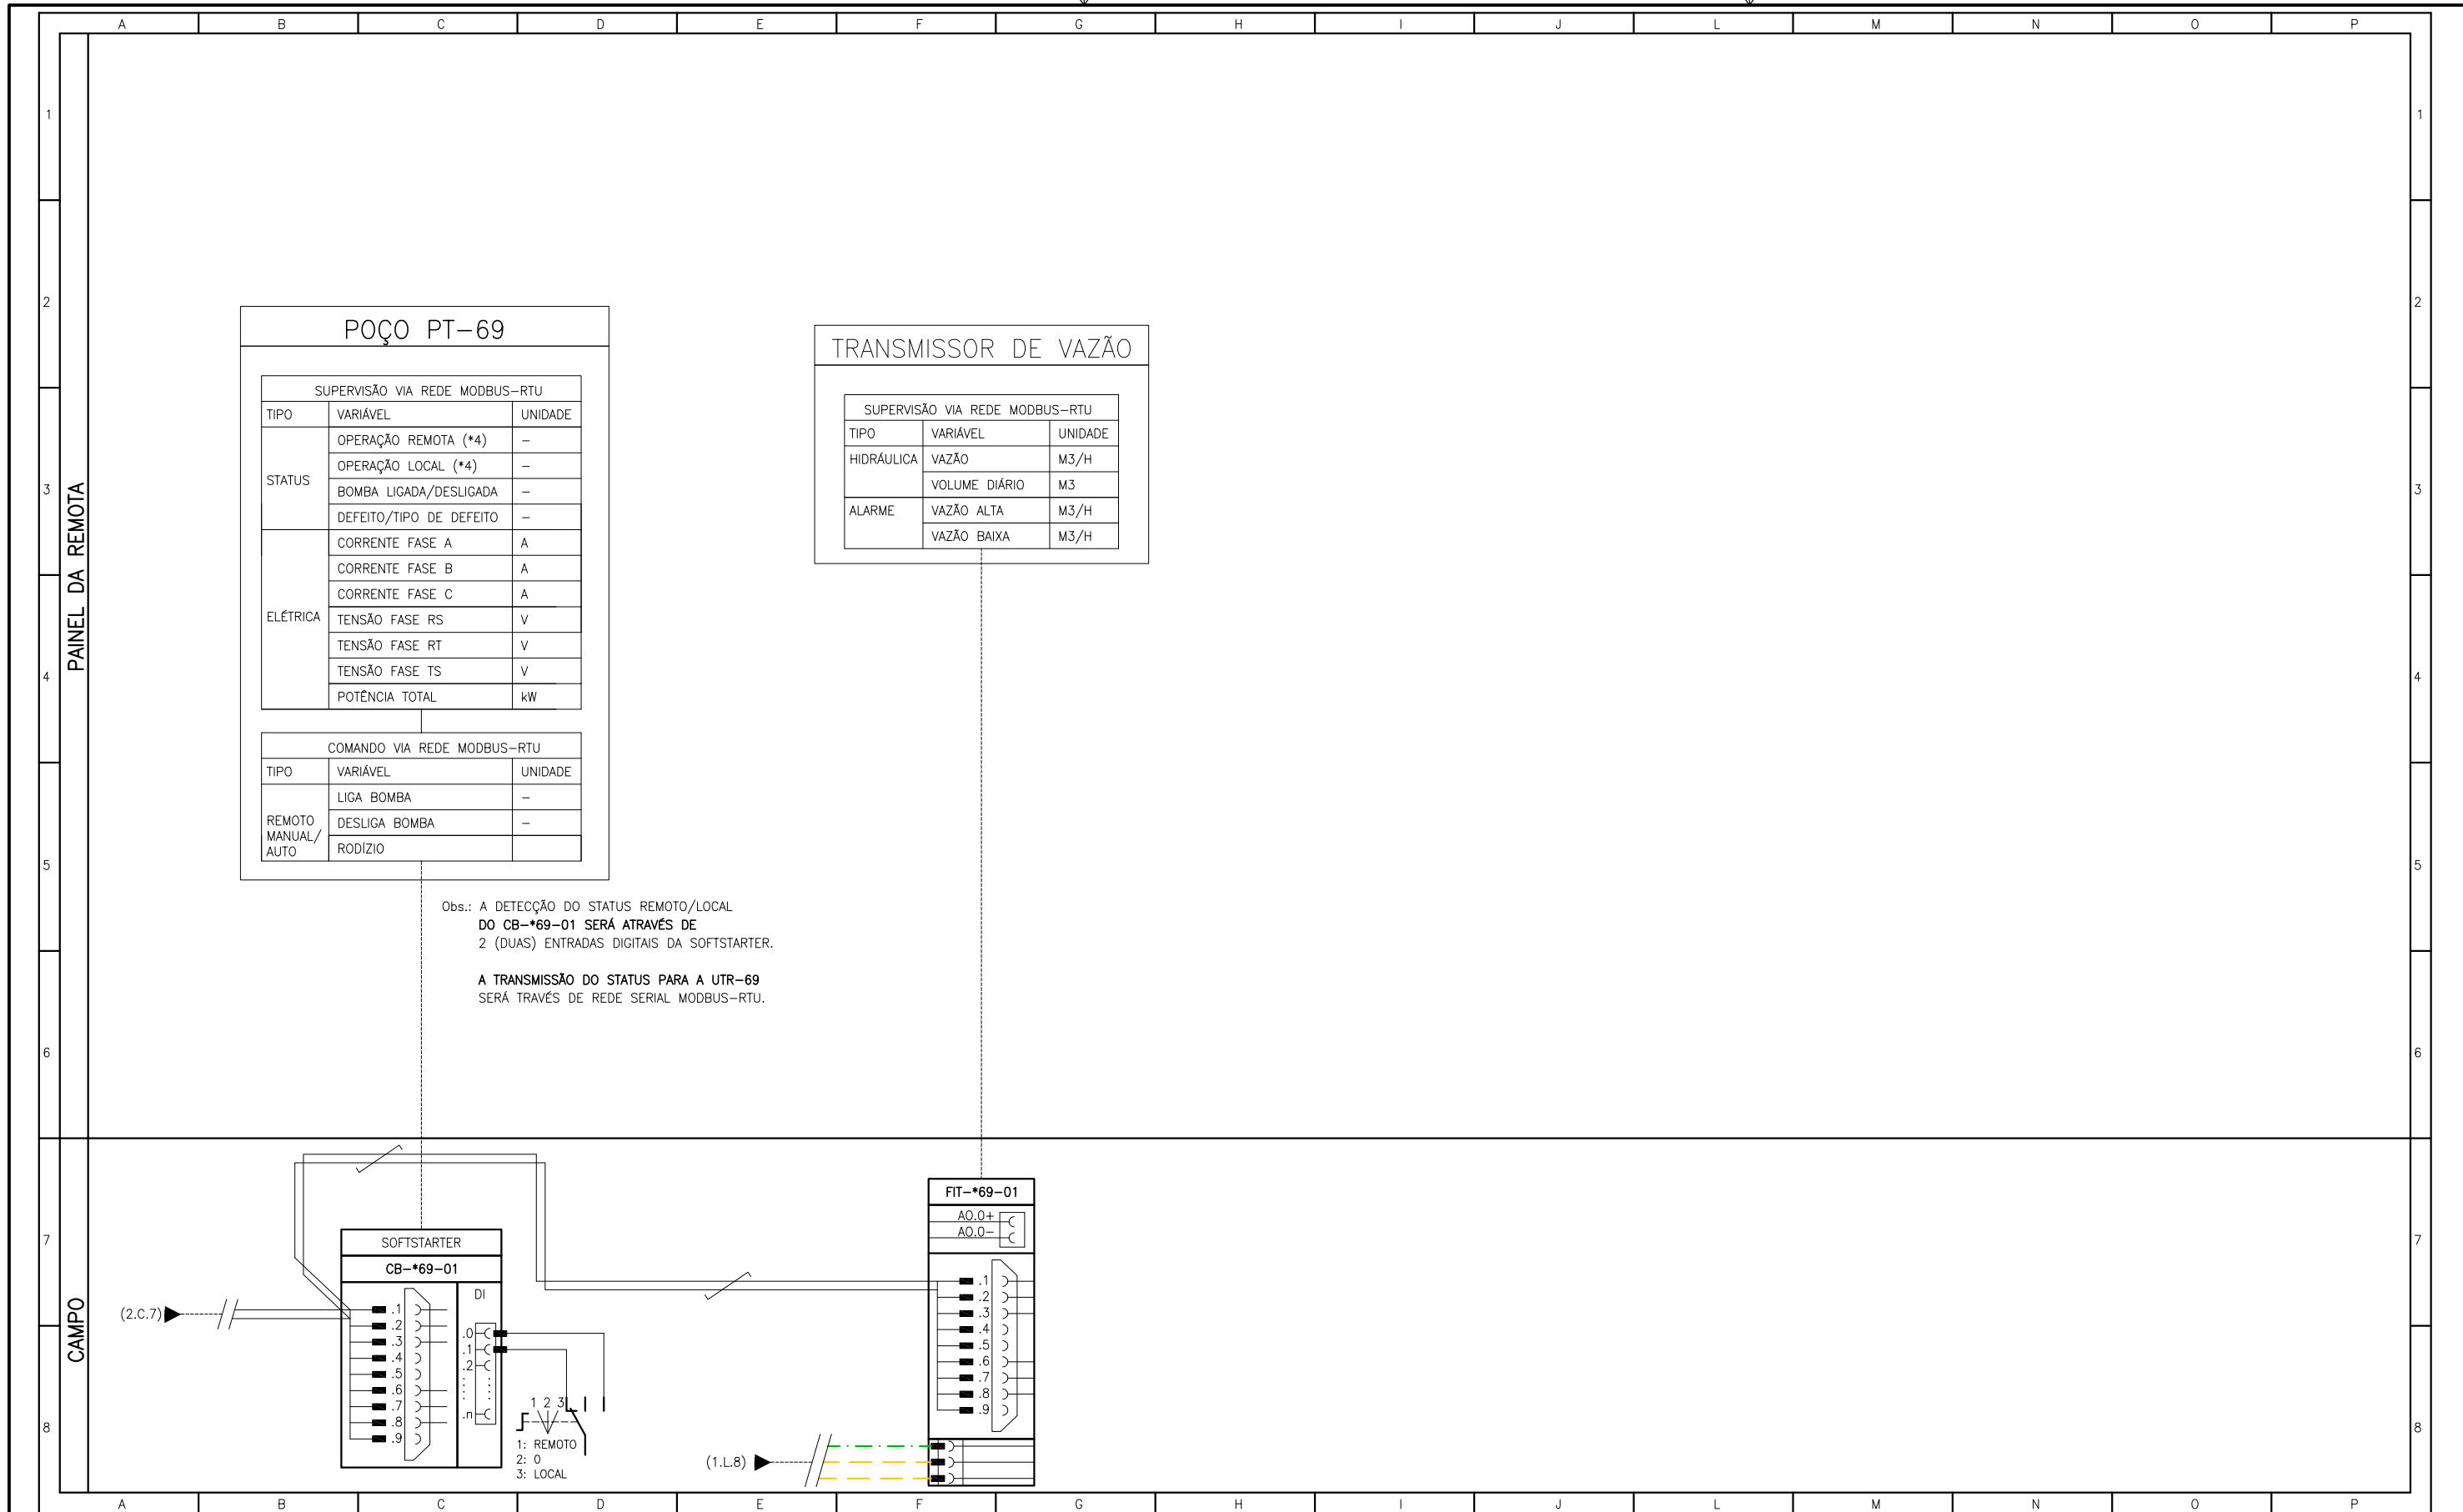 A B C D E F G H I J L M N O P
1 1
2 2
3 3
4 4
5 5
6 6
7 7
8 8
PAINEL DA REMOTA
CAMPO
POÇO PT-69
SUPERVISÃO VIA REDE MODBUS-RTU
TIPO VARIÁVEL UNIDADE
STATUS
OPERAÇÃO REMOTA (*4) -
OPERAÇÃO LOCAL (*4) -
BOMBA LIGADA/DESLIGADA -
DEFEITO/TIPO DE DEFEITO -
ELÉTRICA
CORRENTE FASE A A
CORRENTE FASE B A
CORRENTE FASE C A
TENSÃO FASE RS V
TENSÃO FASE RT V
TENSÃO FASE TS V
POTÊNCIA TOTAL kW
COMANDO VIA REDE MODBUS-RTU
TIPO VARIÁVEL UNIDADE
REMOTO
MANUAL/
AUTO
LIGA BOMBA -
DESLIGA BOMBA -
RODÍZIO
TRANSMISSOR DE VAZÃO
SUPERVISÃO VIA REDE MODBUS-RTU
TIPO VARIÁVEL UNIDADE
HIDRÁULICA VAZÃO M3/H
VOLUME DIÁRIO M3
ALARME VAZÃO ALTA M3/H
VAZÃO BAIXA M3/H
Obs.: A DETECÇÃO DO STATUS REMOTO/LOCAL
DO CB-*69-01 SERÁ ATRAVÉS DE
2 (DUAS) ENTRADAS DIGITAIS DA SOFTSTARTER.
A TRANSMISSÃO DO STATUS PARA A UTR-69
SERÁ TRAVÉS DE REDE SERIAL MODBUS-RTU.
(2.C.7)
SOFTSTARTER
CB-*69-01
DI
.1
.2
.3
.4
.5
.6
.7
.8
.9
.0
.1
.2
.n
1 2 3
1: REMOTO
2: 0
3: LOCAL
FIT-*69-01
AO.0+
AO.0-
.1
.2
.3
.4
.5
.6
.7
.8
.9
(1.L.8)
A B C D E F G H I J L M N O P